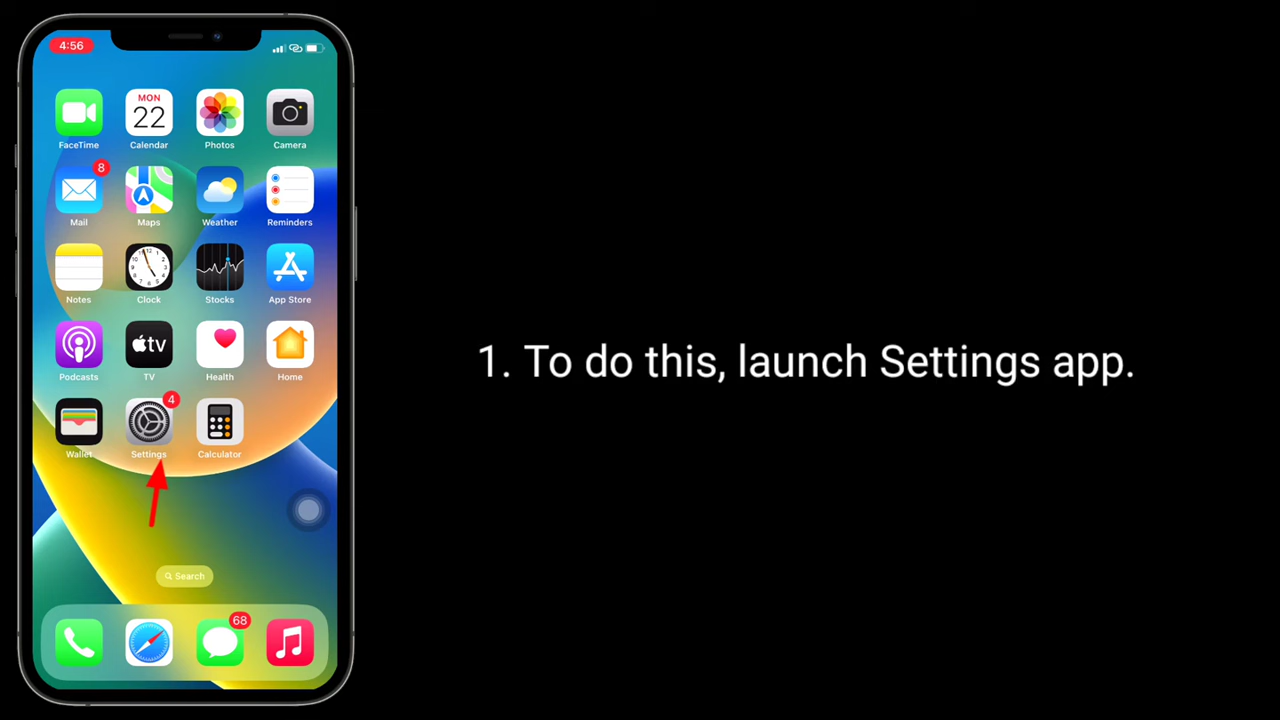 4:56
MON
22
FaceTime
Calendar
Photos
Camera
8
Mail
Maps
Weather
Reminders
Notes
Clock
Stocks
App Store
tv
Podcasts
TV
Health
Home
4
Wallet
Settings
Calculator
1. To do this, launch Settings app.
Search
68